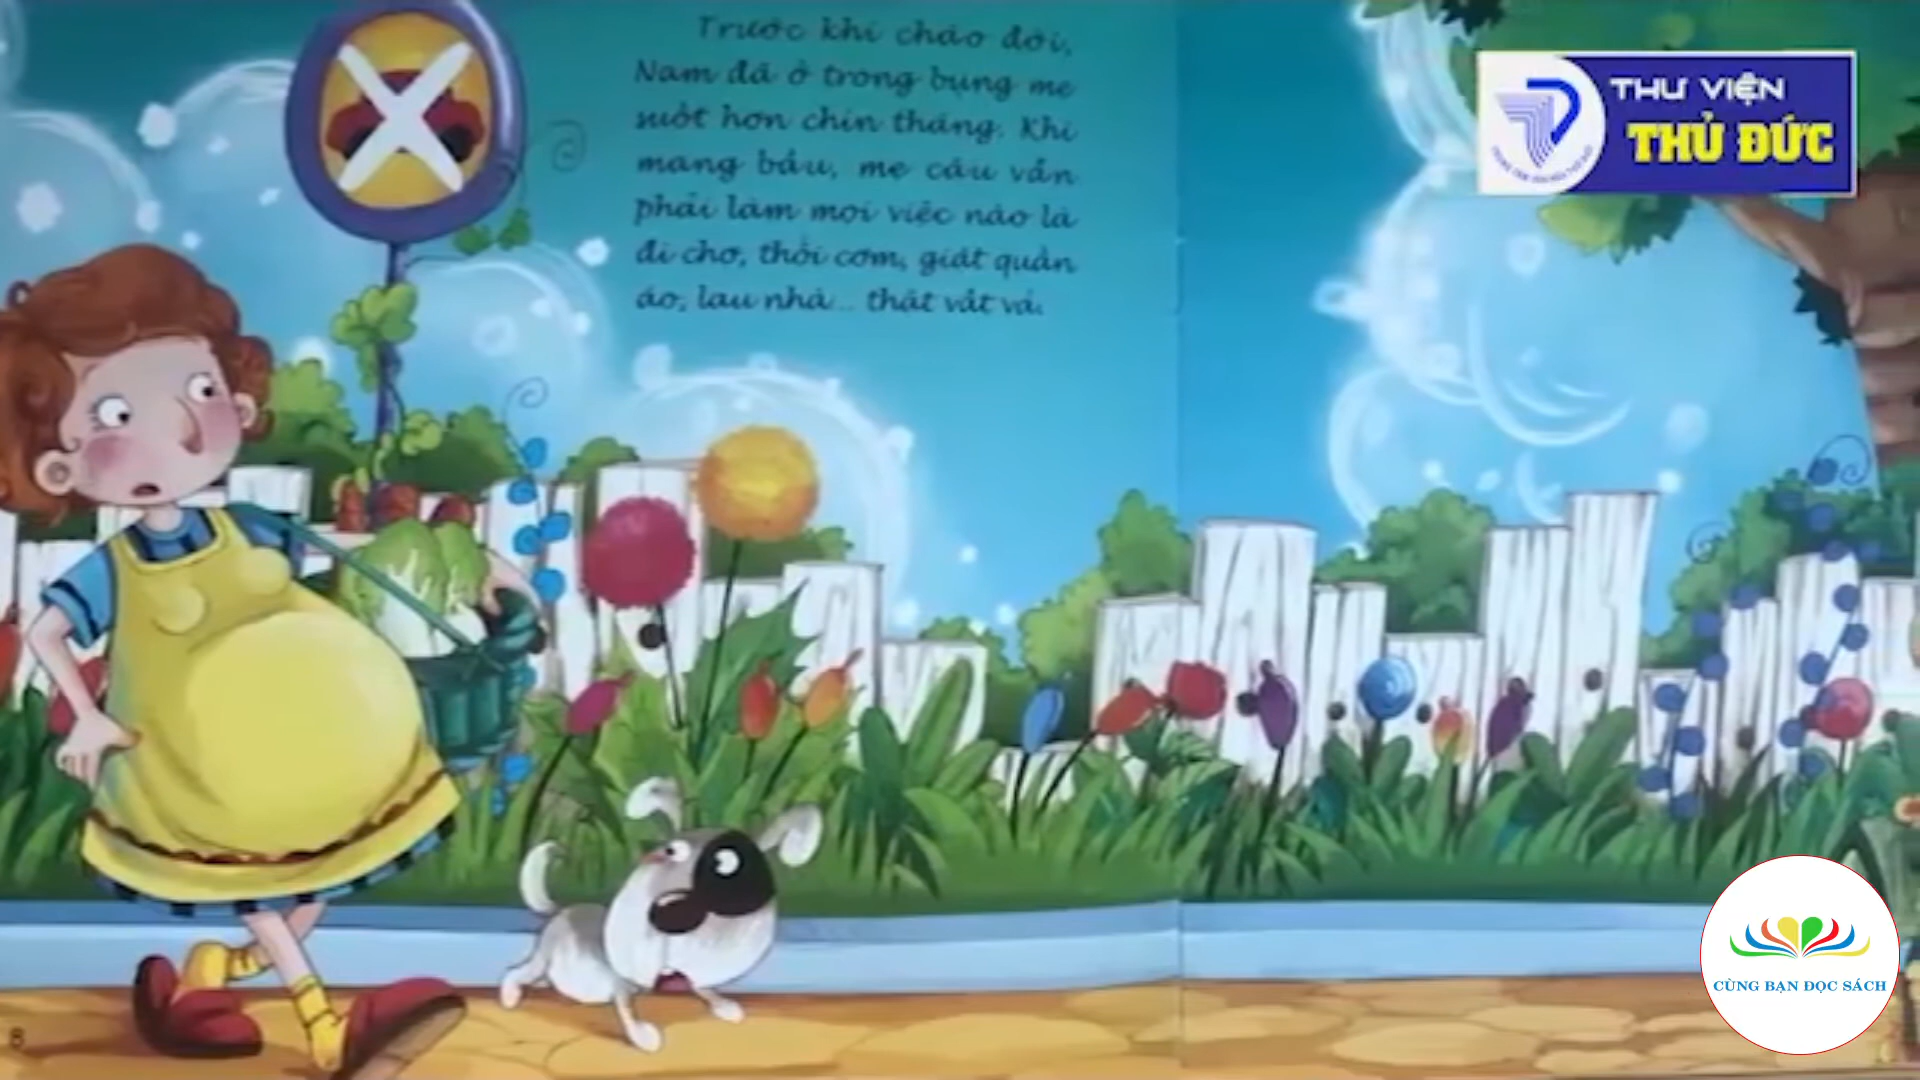 Trước khi chào đời,
Nam đã ở trong bụng mẹ
suốt hơn chín tháng. Khi
mang bầu, mẹ cậu vẫn
phải làm mọi việc nào là
đi chợ, thổi cơm, giặt quần
áo, lau nhà... thật vất vả.
THƯ VIỆN
THỦ ĐỨC
CÙNG BẠN ĐỌC SÁCH
8